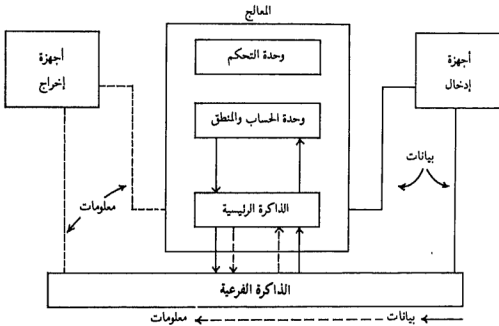 المعالج
أجهزة
إدخال
وحدة التحكم
أجهزة
إخراج
وحدة الحساب والمنطق
بيانات
معلومات
الذاكرة الرئيسية
الذاكرة الفرعية
بيانات
معلومات